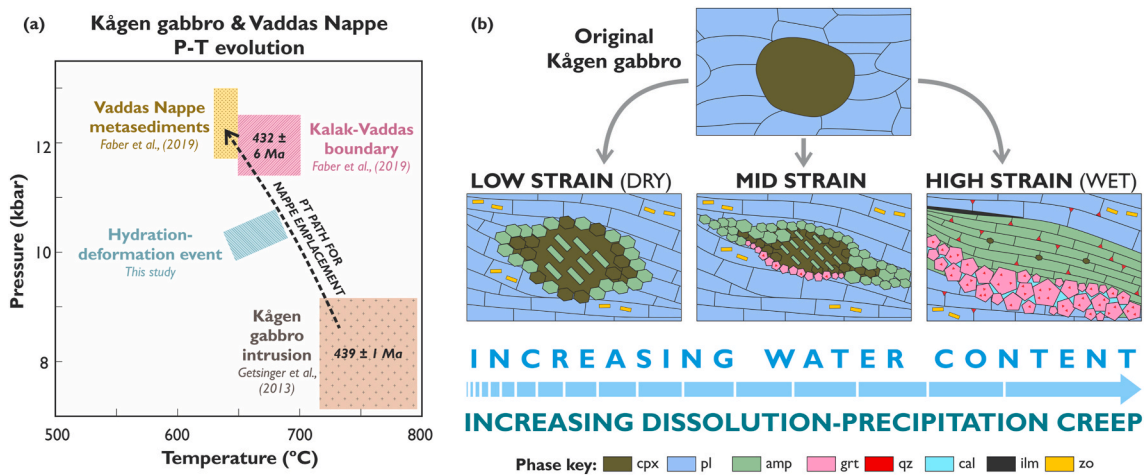 (a)
Kågen gabbro & Vaddas Nappe
P-T evolution
Pressure (kbar)
12
10
8
500
600
700
800
Temperature (ºC)
Vaddas Nappe
metasediments
Faber et al., (2019)
432 ±
6 Ma
Kalak-Vaddas
boundary
Faber et al., (2019)
Hydration-
deformation event
This study
PT PATH FOR
NAPPE EMPLACEMENT
Kågen
gabbro
intrusion
Getsinger et al.,
(2013)
439 ± 1 Ma
(b)
Original
Kågen gabbro
LOW STRAIN (DRY)
MID STRAIN
HIGH STRAIN (WET)
INCREASING WATER CONTENT
INCREASING DISSOLUTION-PRECIPITATION CREEP
Phase key: cpx pl amp grt qz cal ilm zo